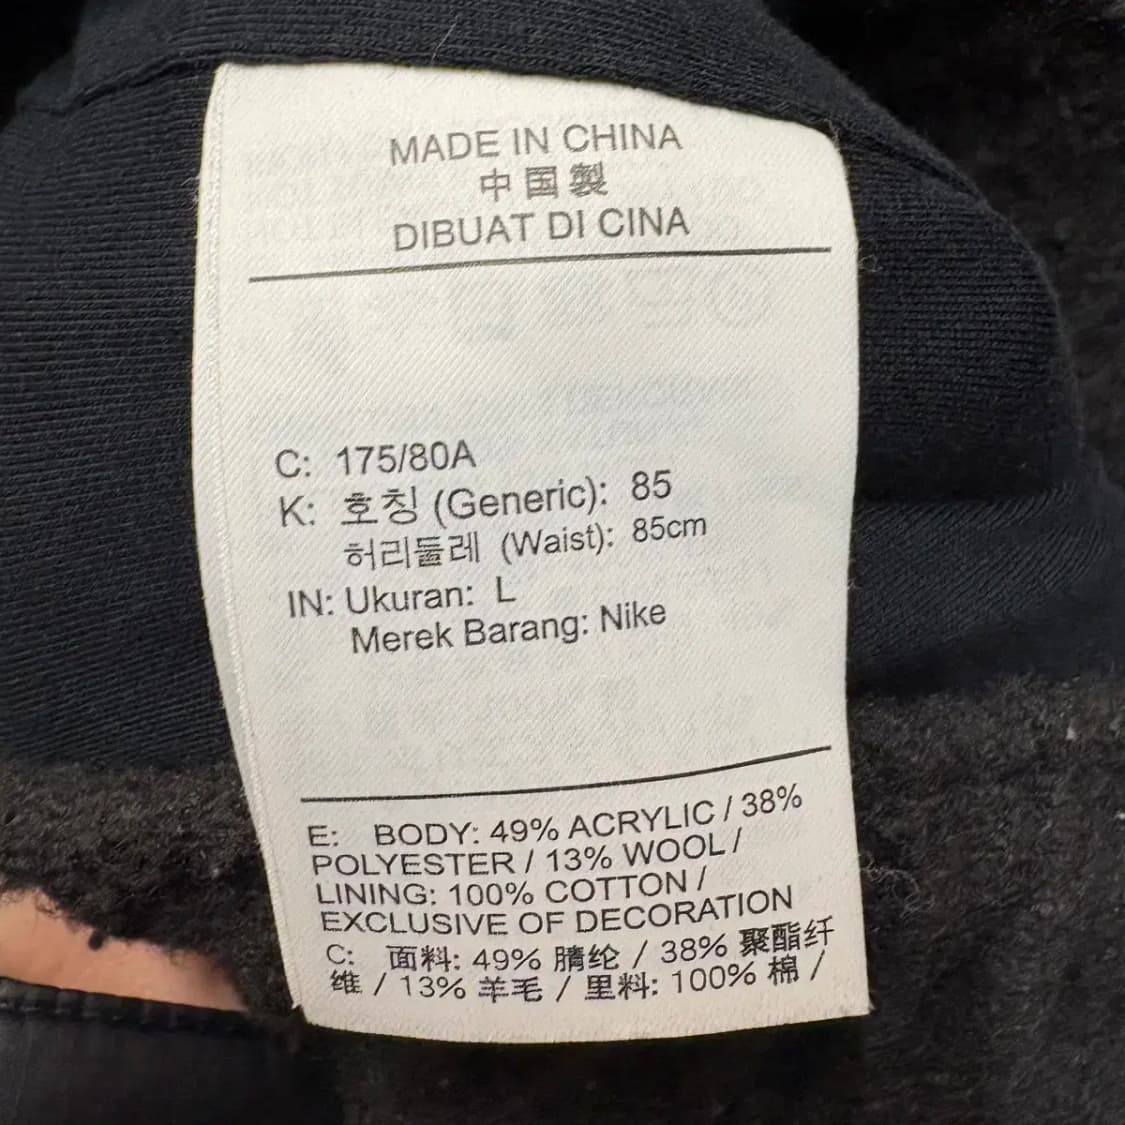 MADE IN CHINA
中国製
DIBUAT DI CINA
C: 175/80A
K: 호칭 (Generic): 85
허리둘레 (Waist): 85cm
IN: Ukuran: L
Merek Barang: Nike
E: BODY: 49% ACRYLIC / 38%
POLYESTER / 13% WOOL /
LINING: 100% COTTON /
EXCLUSIVE OF DECORATION
C: 面料: 49% 腈纶 / 38% 聚酯纤
维 / 13% 羊毛 / 里料: 100% 棉 /